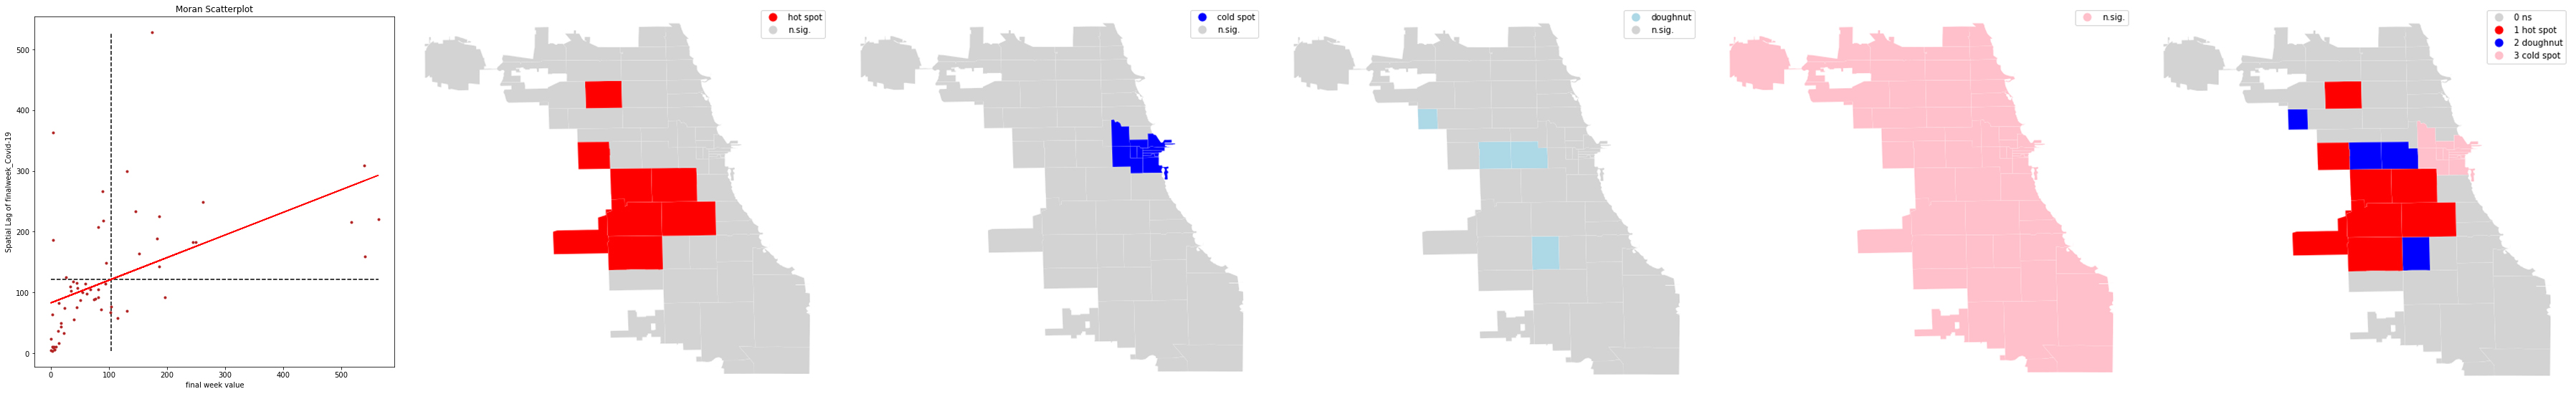 Moran Scatterplot
Spatial Lag of finalweek_Covid-19
500
400
300
200
100
0
0 100 200 300 400 500
final week value
hot spot
n.sig.
cold spot
n.sig.
doughnut
n.sig.
n.sig.
0 ns
1 hot spot
2 doughnut
3 cold spot